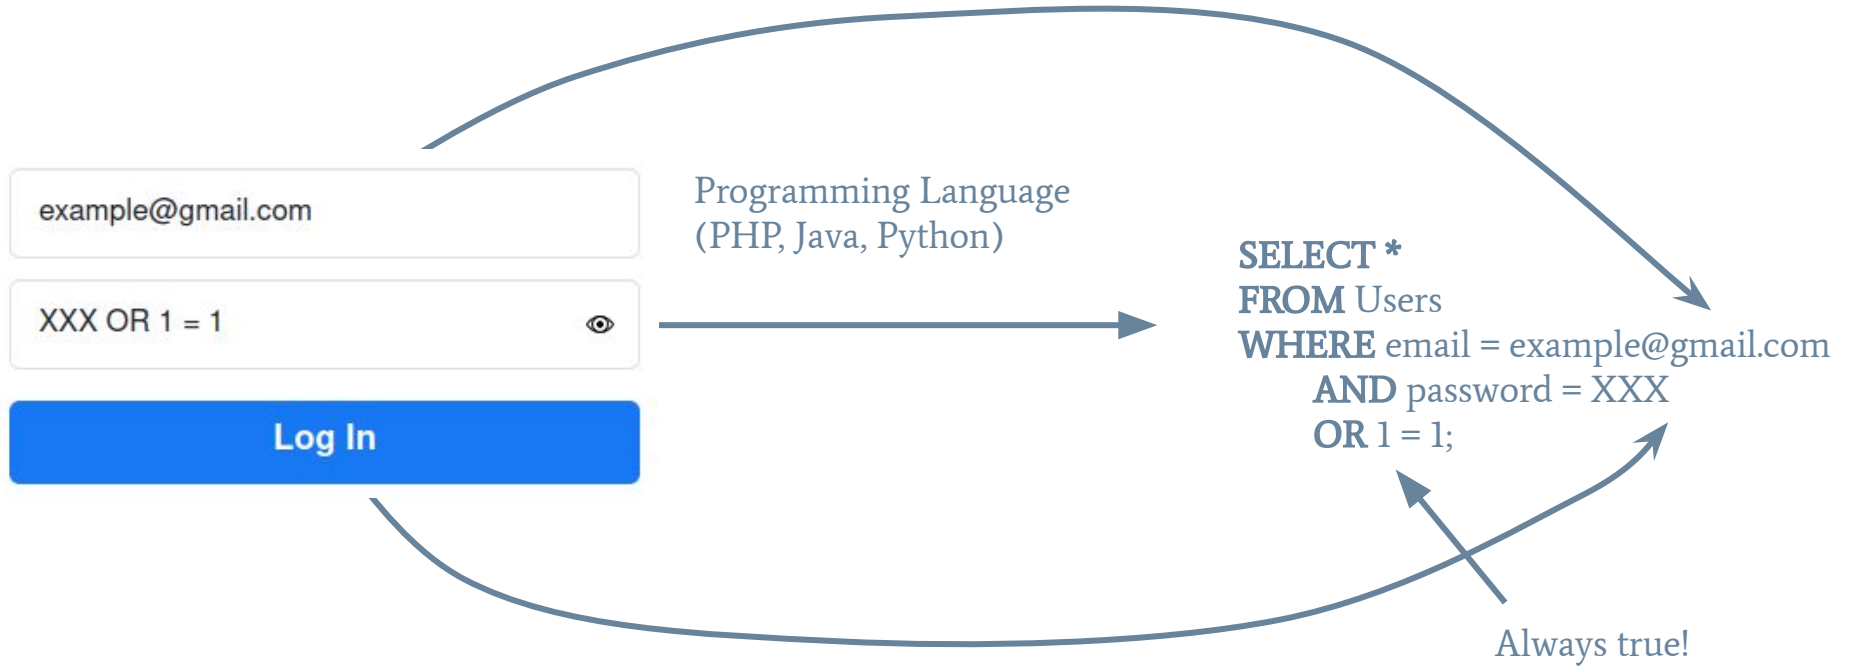 example@gmail.com
XXX OR 1 = 1
Log In
Programming Language
(PHP, Java, Python)
SELECT *
FROM Users
WHERE email = example@gmail.com
AND password = XXX
OR 1 = 1;
Always true!